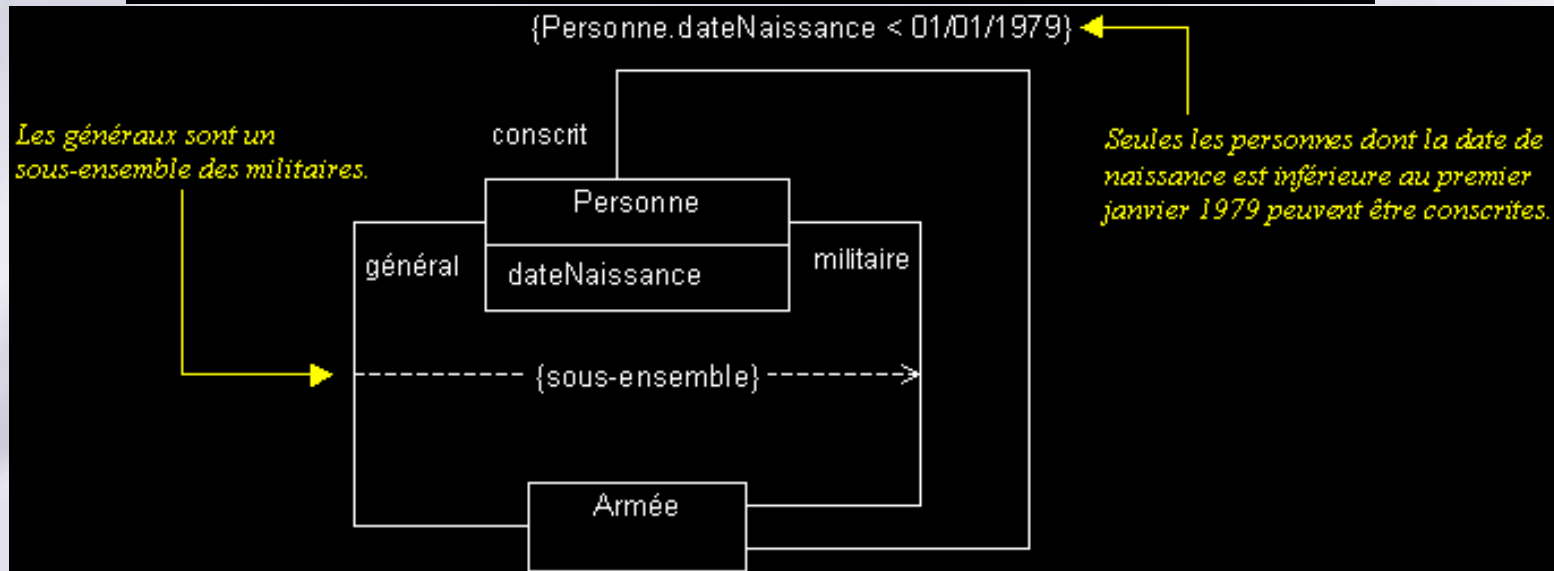 {Personne.dateNaissance < 01/01/1979}
Les généraux sont un
sous-ensemble des militaires.
conscrit
Seules les personnes dont la date de
naissance est inférieure au premier
janvier 1979 peuvent être conscrites.
Personne
général
militaire
dateNaissance
{sous-ensemble}
Armée